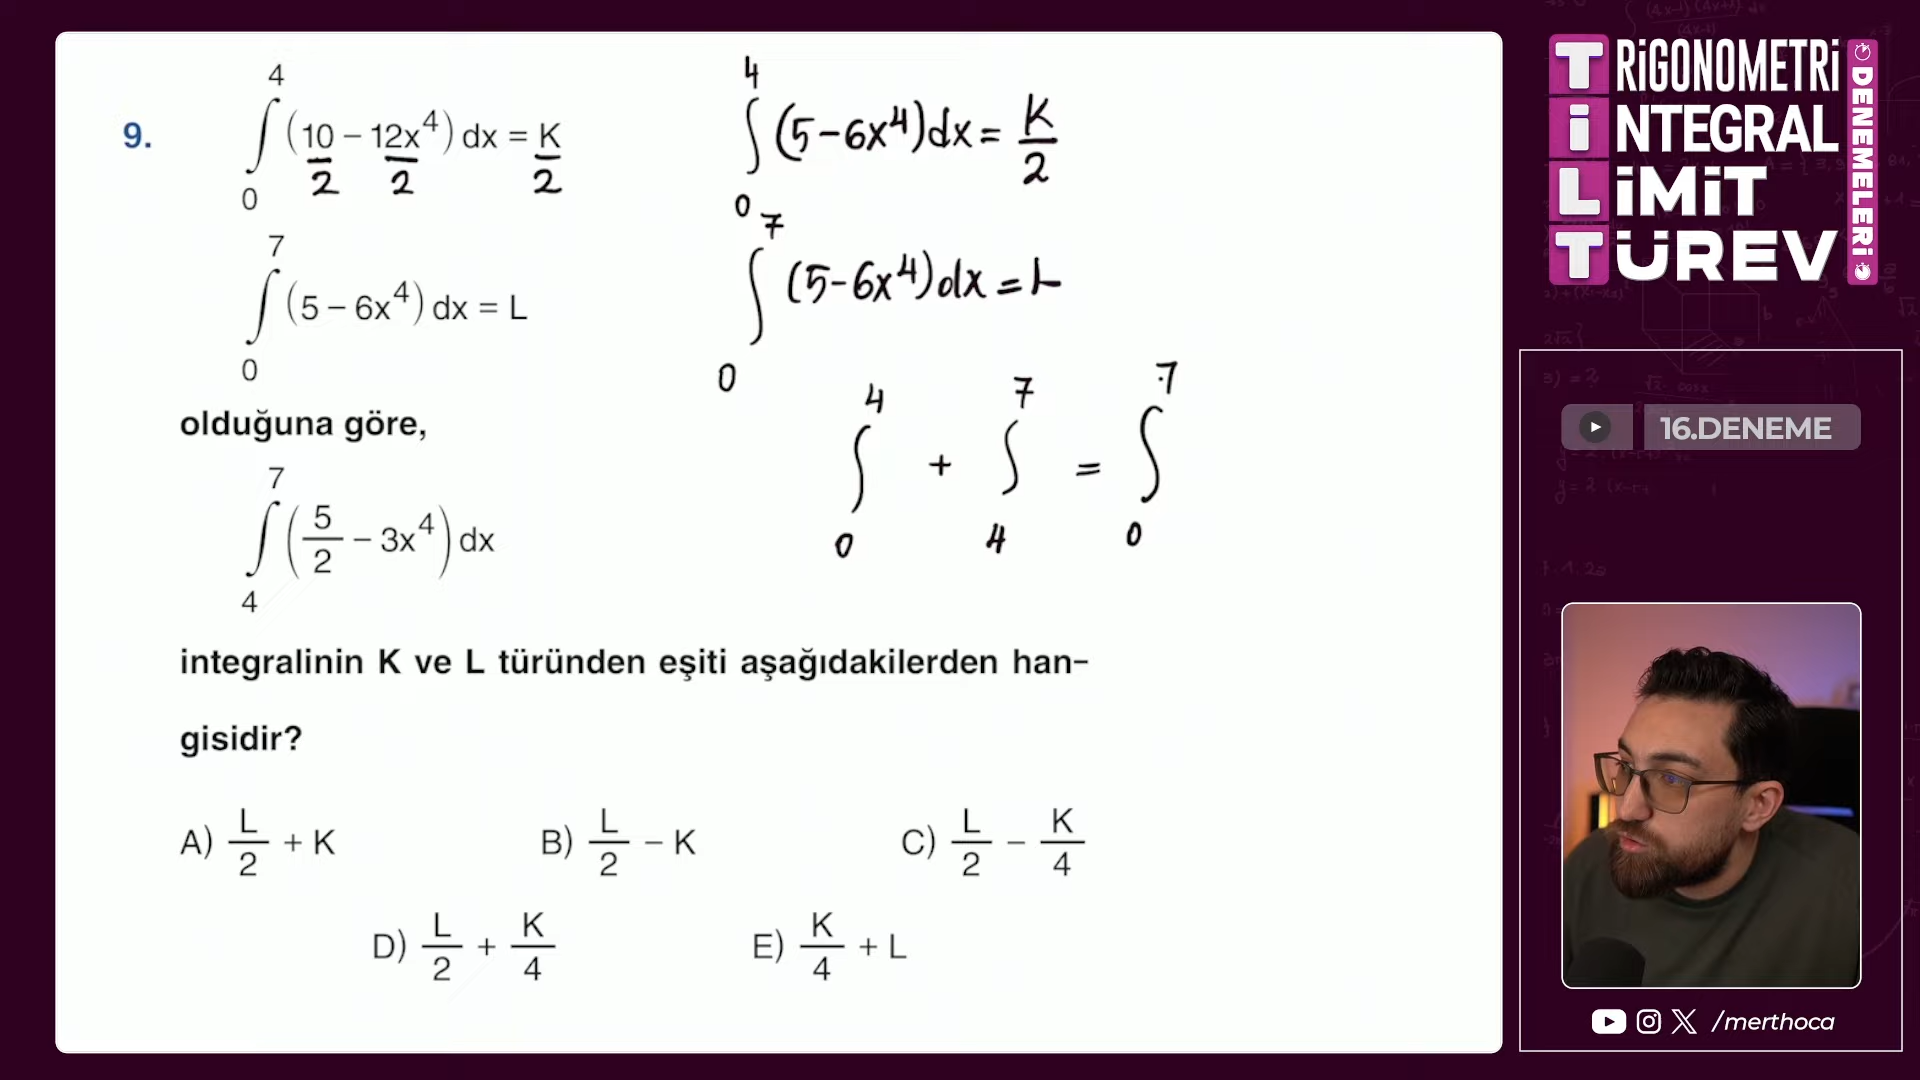 9.
∫₀⁴ (10 – 12x⁴) dx = K
2 2 2
∫₀⁷ (5 – 6x⁴) dx = L
olduğuna göre,
∫₄⁷ (5/2 – 3x⁴) dx
integralinin K ve L türünden eşiti aşağıdakilerden han-
gisidir?
A) L/2 + K B) L/2 – K C) L/2 – K/4
D) L/2 + K/4 E) K/4 + L
∫₀⁴ (5–6x⁴)dx = K/2
∫₀⁷ (5–6x⁴)dx = L
∫₀⁴ + ∫₄⁷ = ∫₀⁷
TRiGONOMETRi
iNTEGRAL
LiMiT
TÜREV
DENEMELERi
16.DENEME
/merthoca